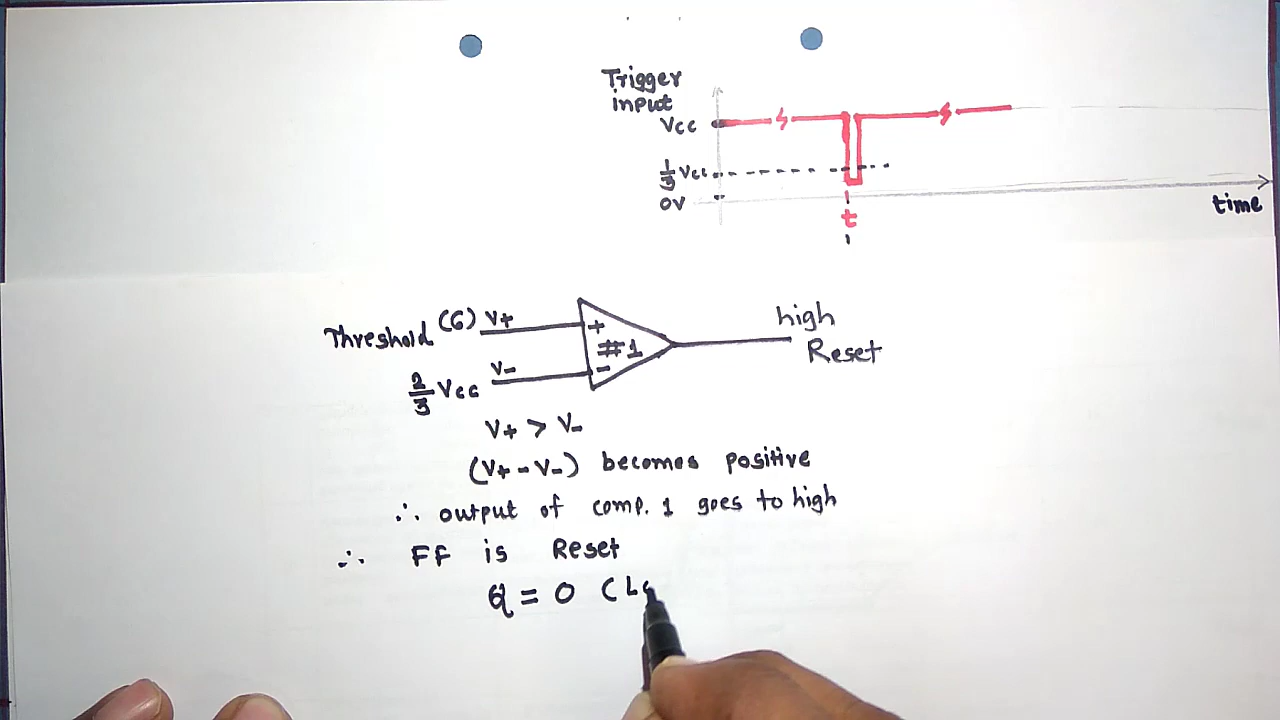 Trigger
input
Vcc
1/3 Vcc
0V
t
time
Threshold (6) V+
+
#1
-
high
Reset
2/3 Vcc V-
V+ > V-
(V+ - V-) becomes positive
∴ output of comp. 1 goes to high
∴ FF is Reset
Q = 0 (Lo